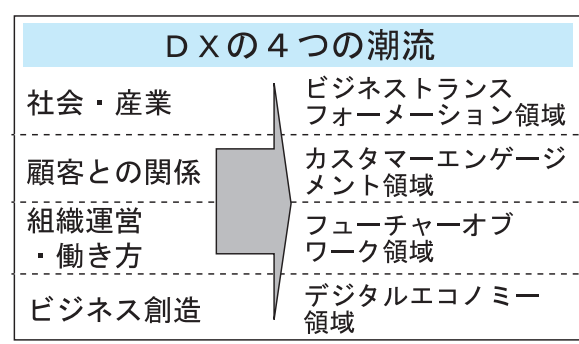 DXの4つの潮流
社会・産業
ビジネストランス
フォーメーション領域
顧客との関係
カスタマーエンゲージ
メント領域
組織運営
・働き方
フューチャーオブ
ワーク領域
ビジネス創造
デジタルエコノミー
領域